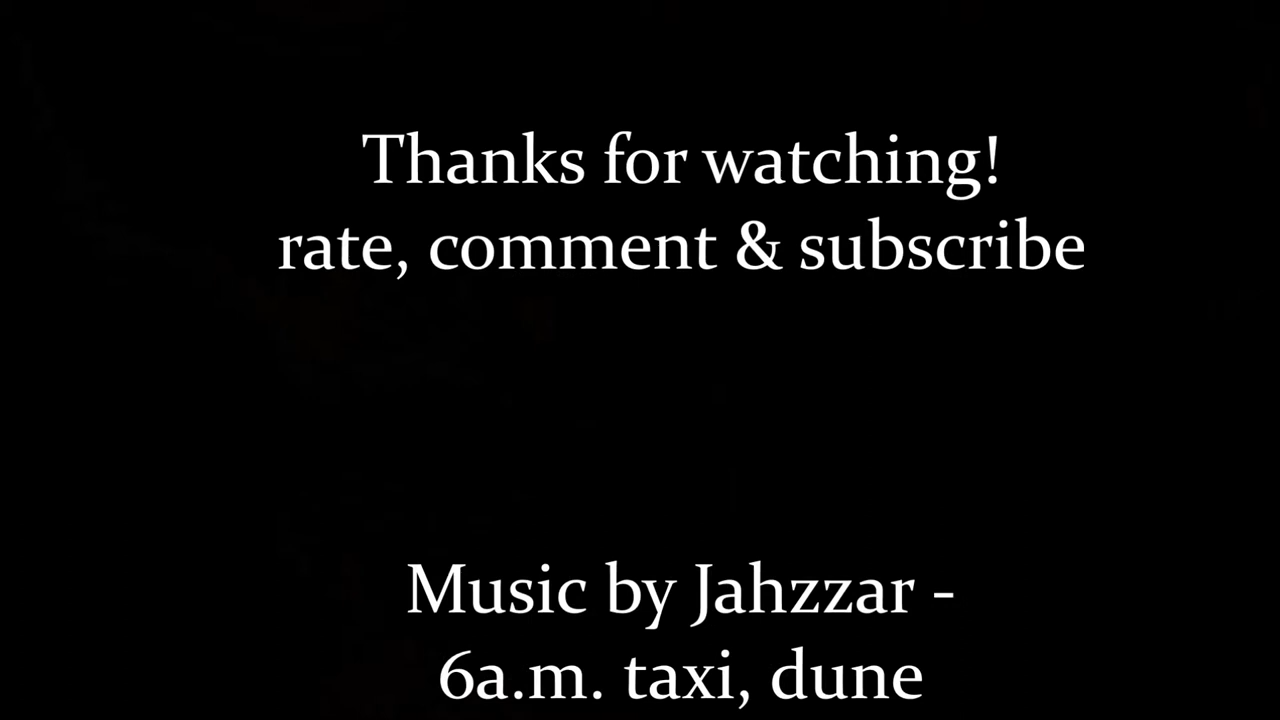 Thanks for watching!
rate, comment & subscribe
Music by Jahzzar -
6a.m. taxi, dune